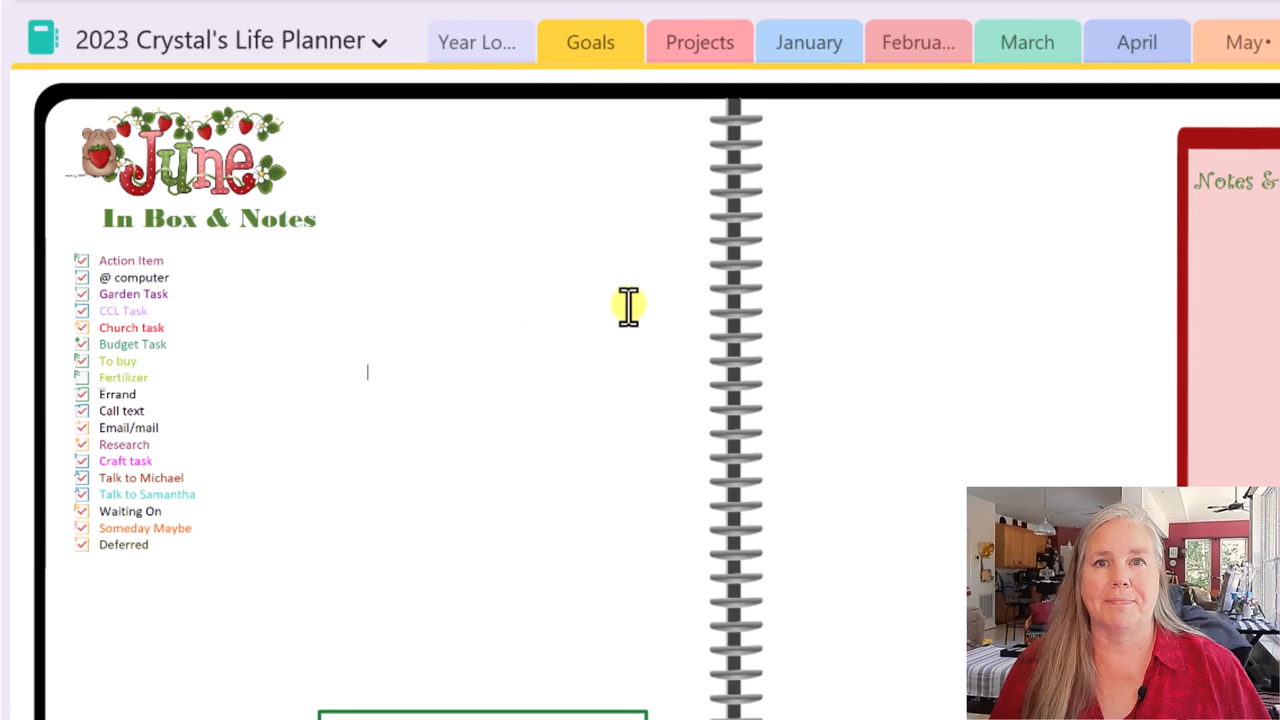 2023 Crystal's Life Planner
Year Lo...
Goals
Projects
January
Februa...
March
April
May
June
In Box & Notes
Notes &
Action Item
@ computer
Garden Task
CCL Task
Church task
Budget Task
To buy
Fertilizer
Errand
Call text
Email/mail
Research
Craft task
Talk to Michael
Talk to Samantha
Waiting On
Someday Maybe
Deferred